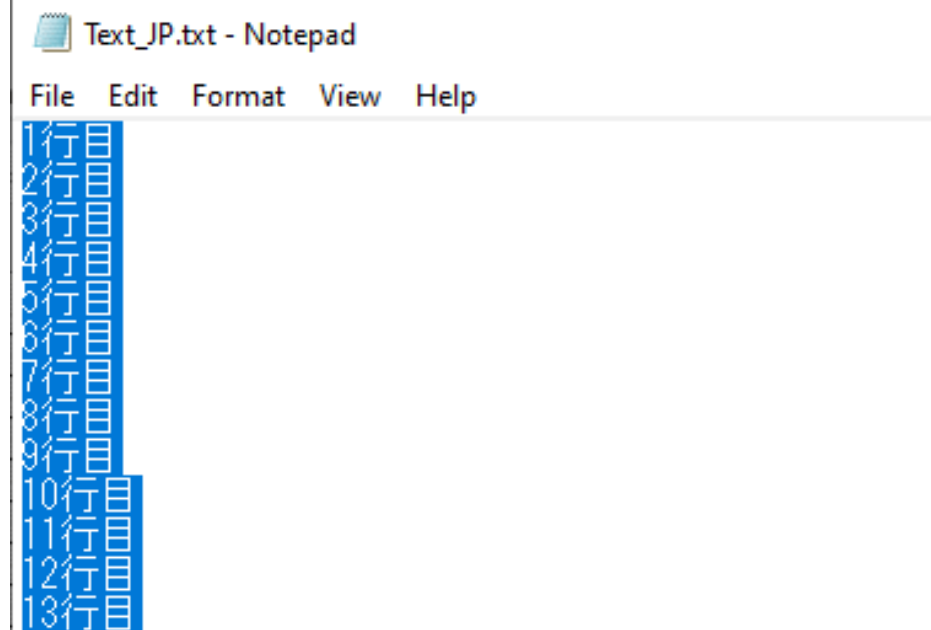 Text_JP.txt - Notepad
File Edit Format View Help
1行目
2行目
3行目
4行目
5行目
6行目
7行目
8行目
9行目
10行目
11行目
12行目
13行目